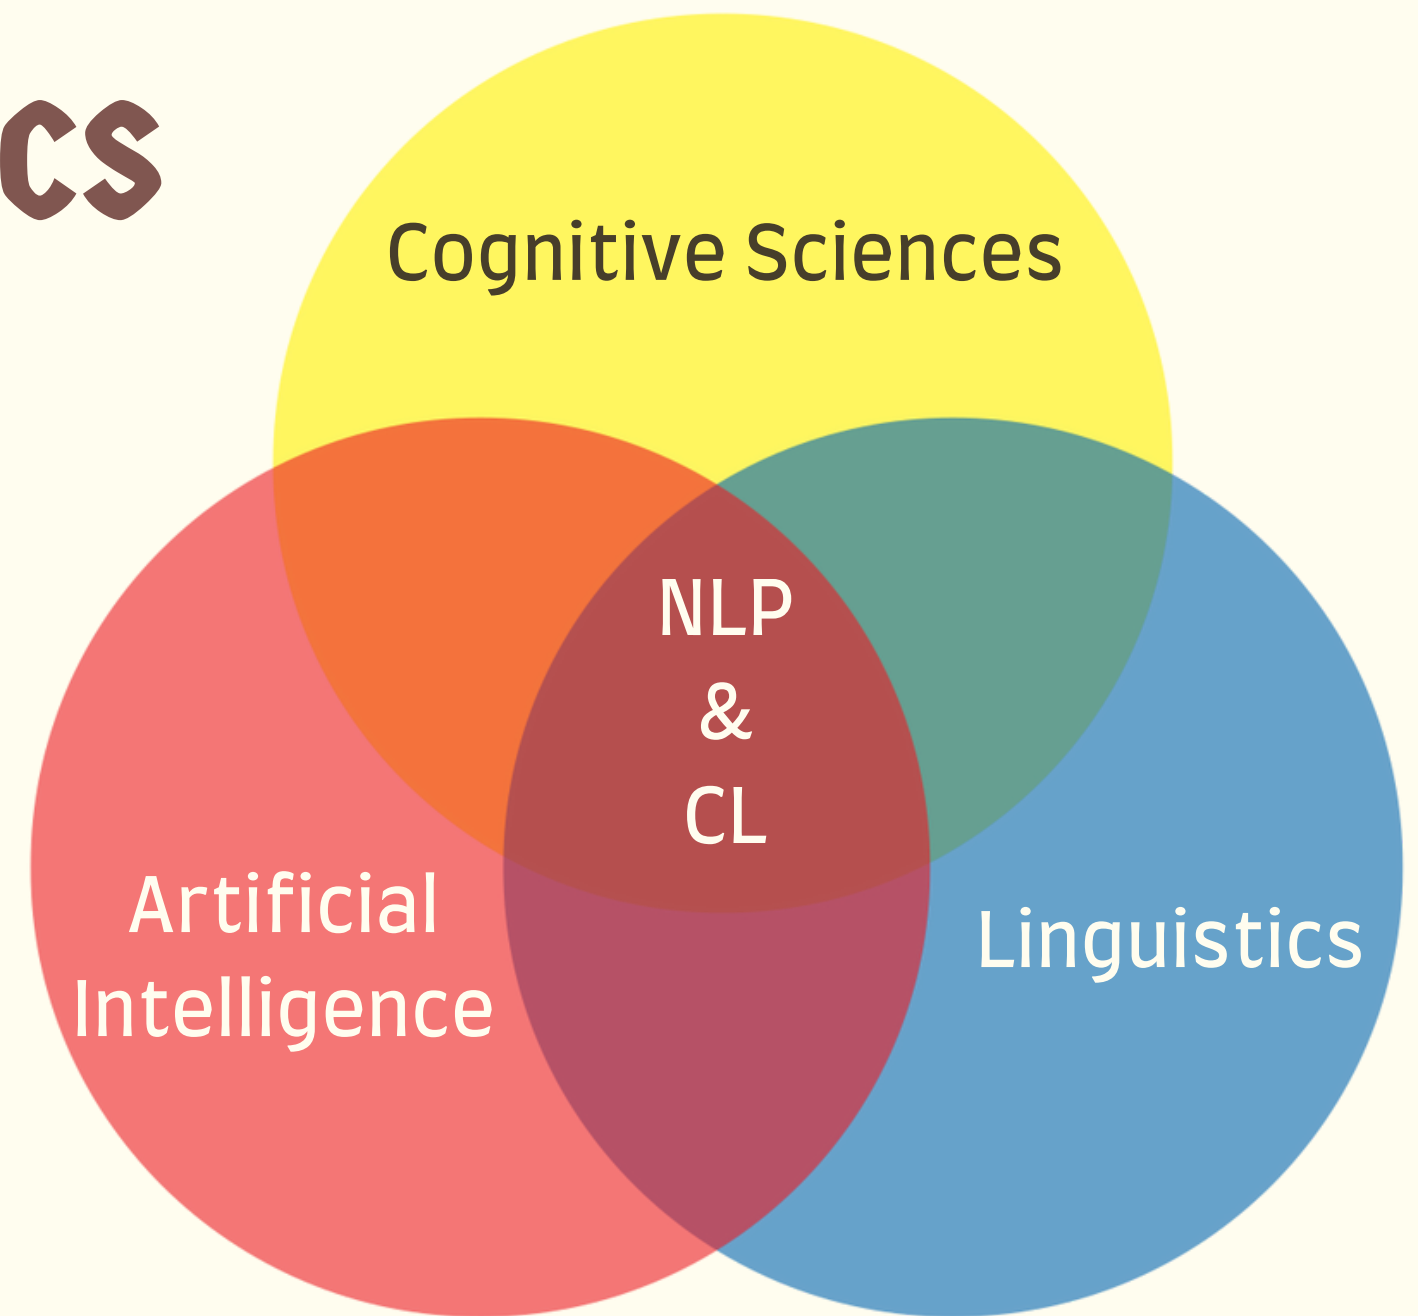 CS
Cognitive Sciences
NLP
&
CL
Artificial
Intelligence
Linguistics